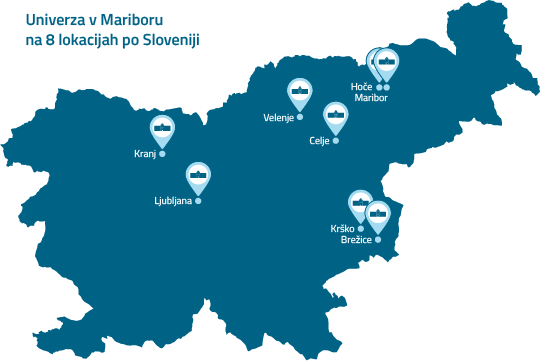 Univerza v Mariboru
na 8 lokacijah po Sloveniji
Hoče
Maribor
Velenje
Celje
Kranj
Ljubljana
Krško
Brežice